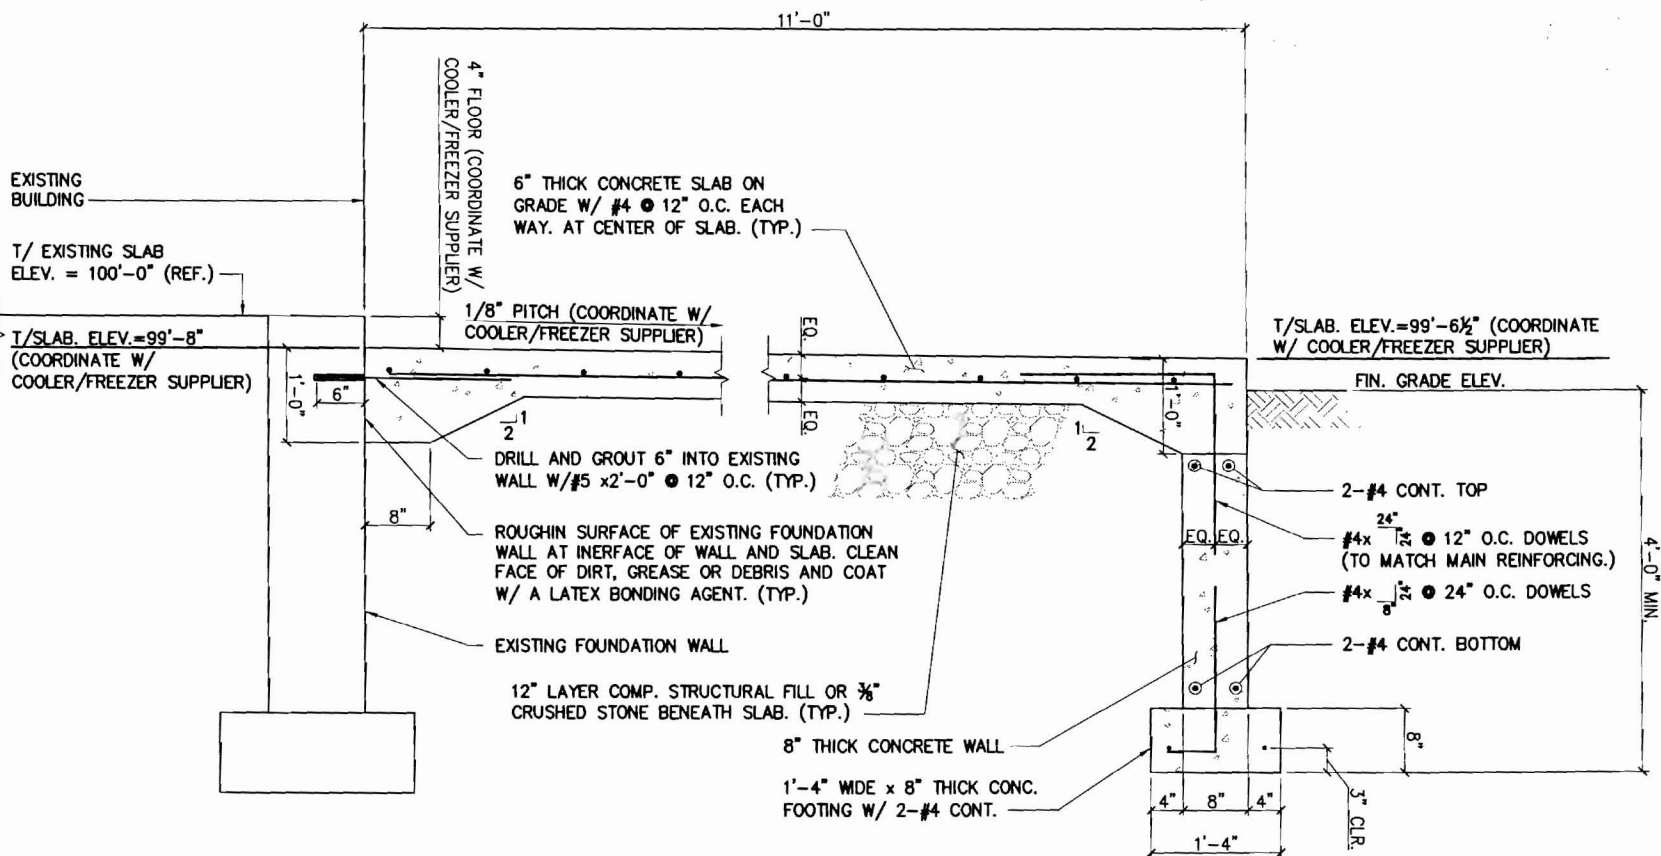 11'-0"
4" FLOOR (COORDINATE W/
COOLER/FREEZER SUPPLIER)
EXISTING
BUILDING
6" THICK CONCRETE SLAB ON
GRADE W/ #4 @ 12" O.C. EACH
WAY. AT CENTER OF SLAB. (TYP.)
T/ EXISTING SLAB
ELEV. = 100'-0" (REF.)
1/8" PITCH (COORDINATE W/
COOLER/FREEZER SUPPLIER)
EQ.
EQ.
T/SLAB. ELEV.=99'-6½" (COORDINATE
W/ COOLER/FREEZER SUPPLIER)
T/SLAB. ELEV.=99'-8"
(COORDINATE W/
COOLER/FREEZER SUPPLIER)
1'-0"
6"
FIN. GRADE ELEV.
1'-0"
1
2
1
2
DRILL AND GROUT 6" INTO EXISTING
WALL W/#5 x2'-0" @ 12" O.C. (TYP.)
8"
ROUGHIN SURFACE OF EXISTING FOUNDATION
WALL AT INERFACE OF WALL AND SLAB. CLEAN
FACE OF DIRT, GREASE OR DEBRIS AND COAT
W/ A LATEX BONDING AGENT. (TYP.)
2-#4 CONT. TOP
EQ. EQ.
#4x 24" 24" @ 12" O.C. DOWELS
(TO MATCH MAIN REINFORCING.)
4'-0" MIN.
#4x 8" 24" @ 24" O.C. DOWELS
EXISTING FOUNDATION WALL
2-#4 CONT. BOTTOM
12" LAYER COMP. STRUCTURAL FILL OR ⅜"
CRUSHED STONE BENEATH SLAB. (TYP.)
8" THICK CONCRETE WALL
8"
1'-4" WIDE x 8" THICK CONC.
FOOTING W/ 2-#4 CONT.
4" 8" 4"
3" CLR.
1'-4"